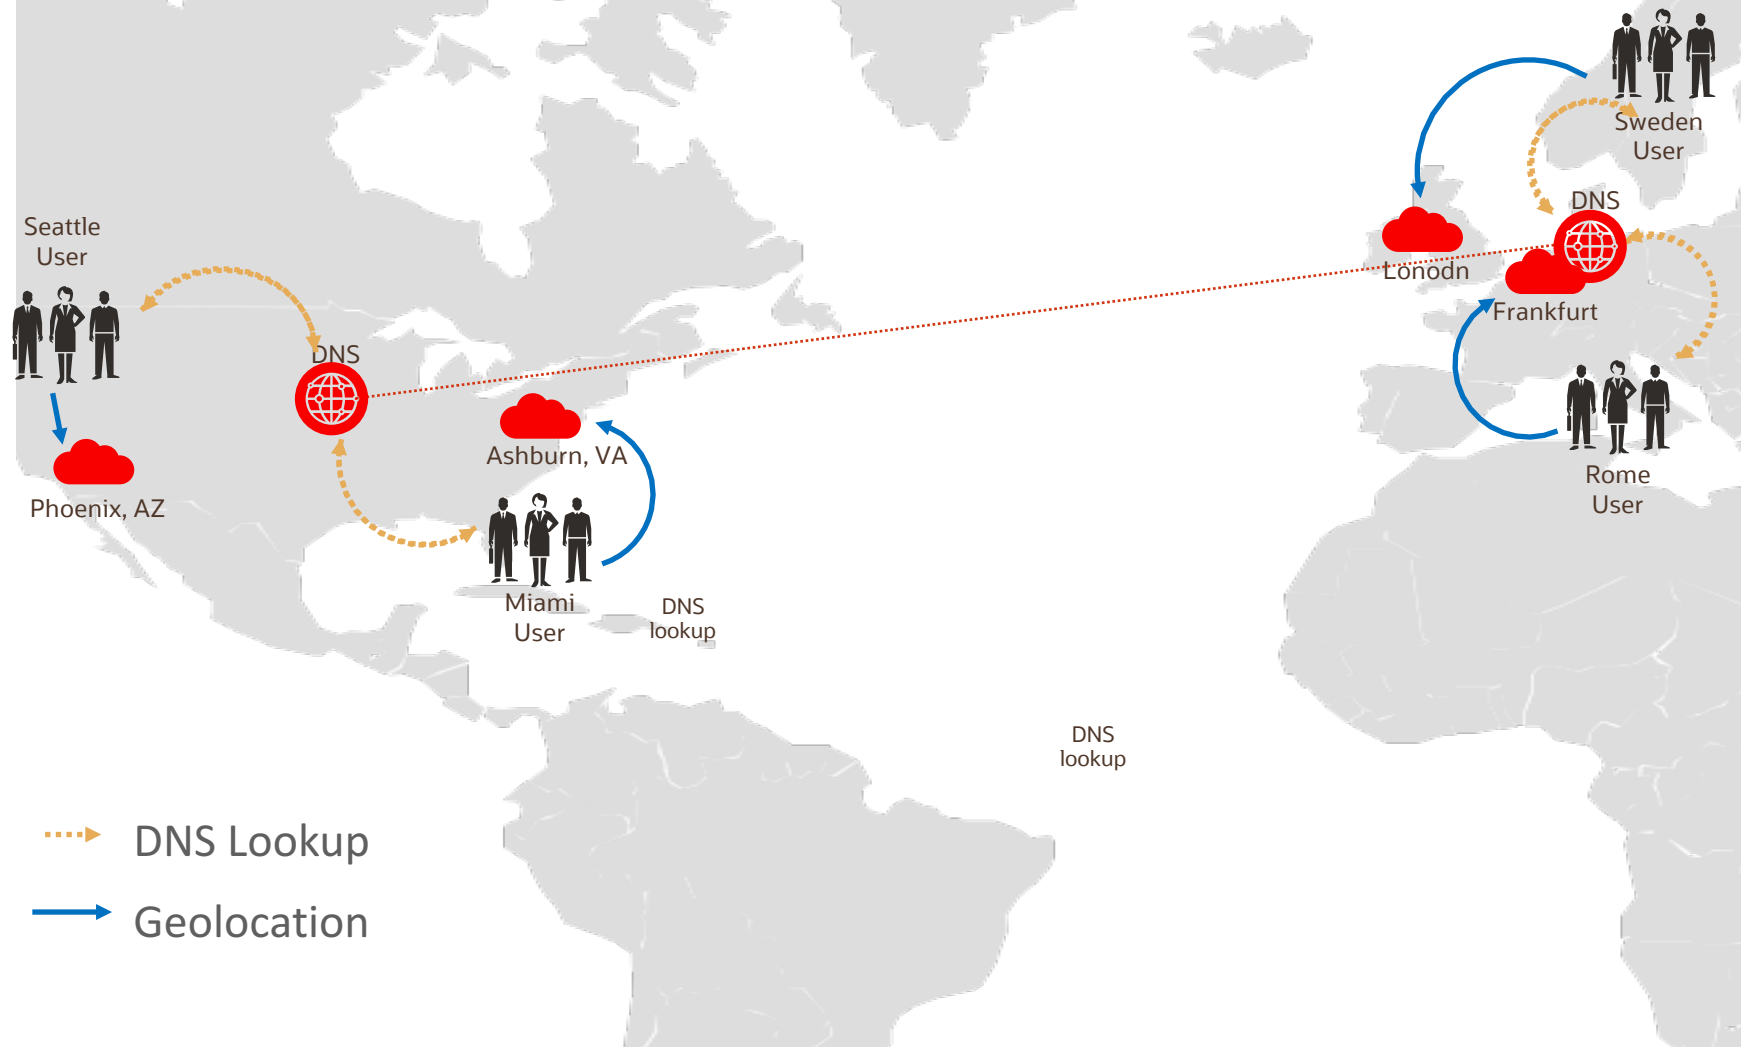 Sweden
User
DNS
Seattle
User
Lonodn
Frankfurt
DNS
Ashburn, VA
Rome
User
Phoenix, AZ
Miami
User
DNS
lookup
DNS
lookup
DNS Lookup
Geolocation